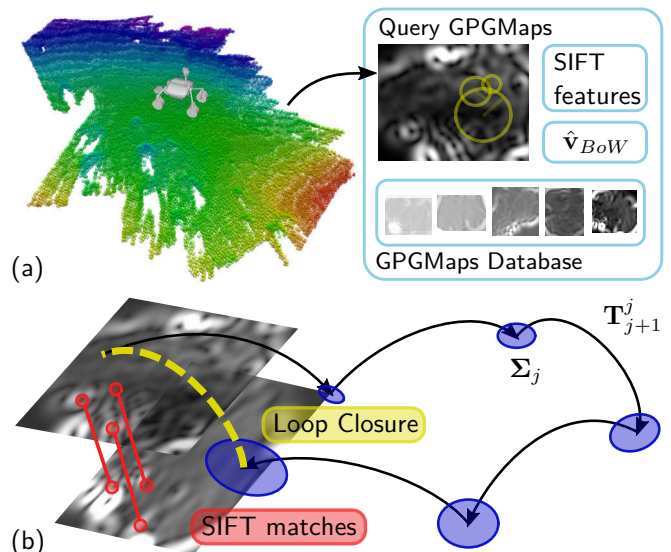 Query GPGMaps
SIFT
features
v̂_BoW
GPGMaps Database
(a)
T^j_{j+1}
Σ_j
Loop Closure
SIFT matches
(b)